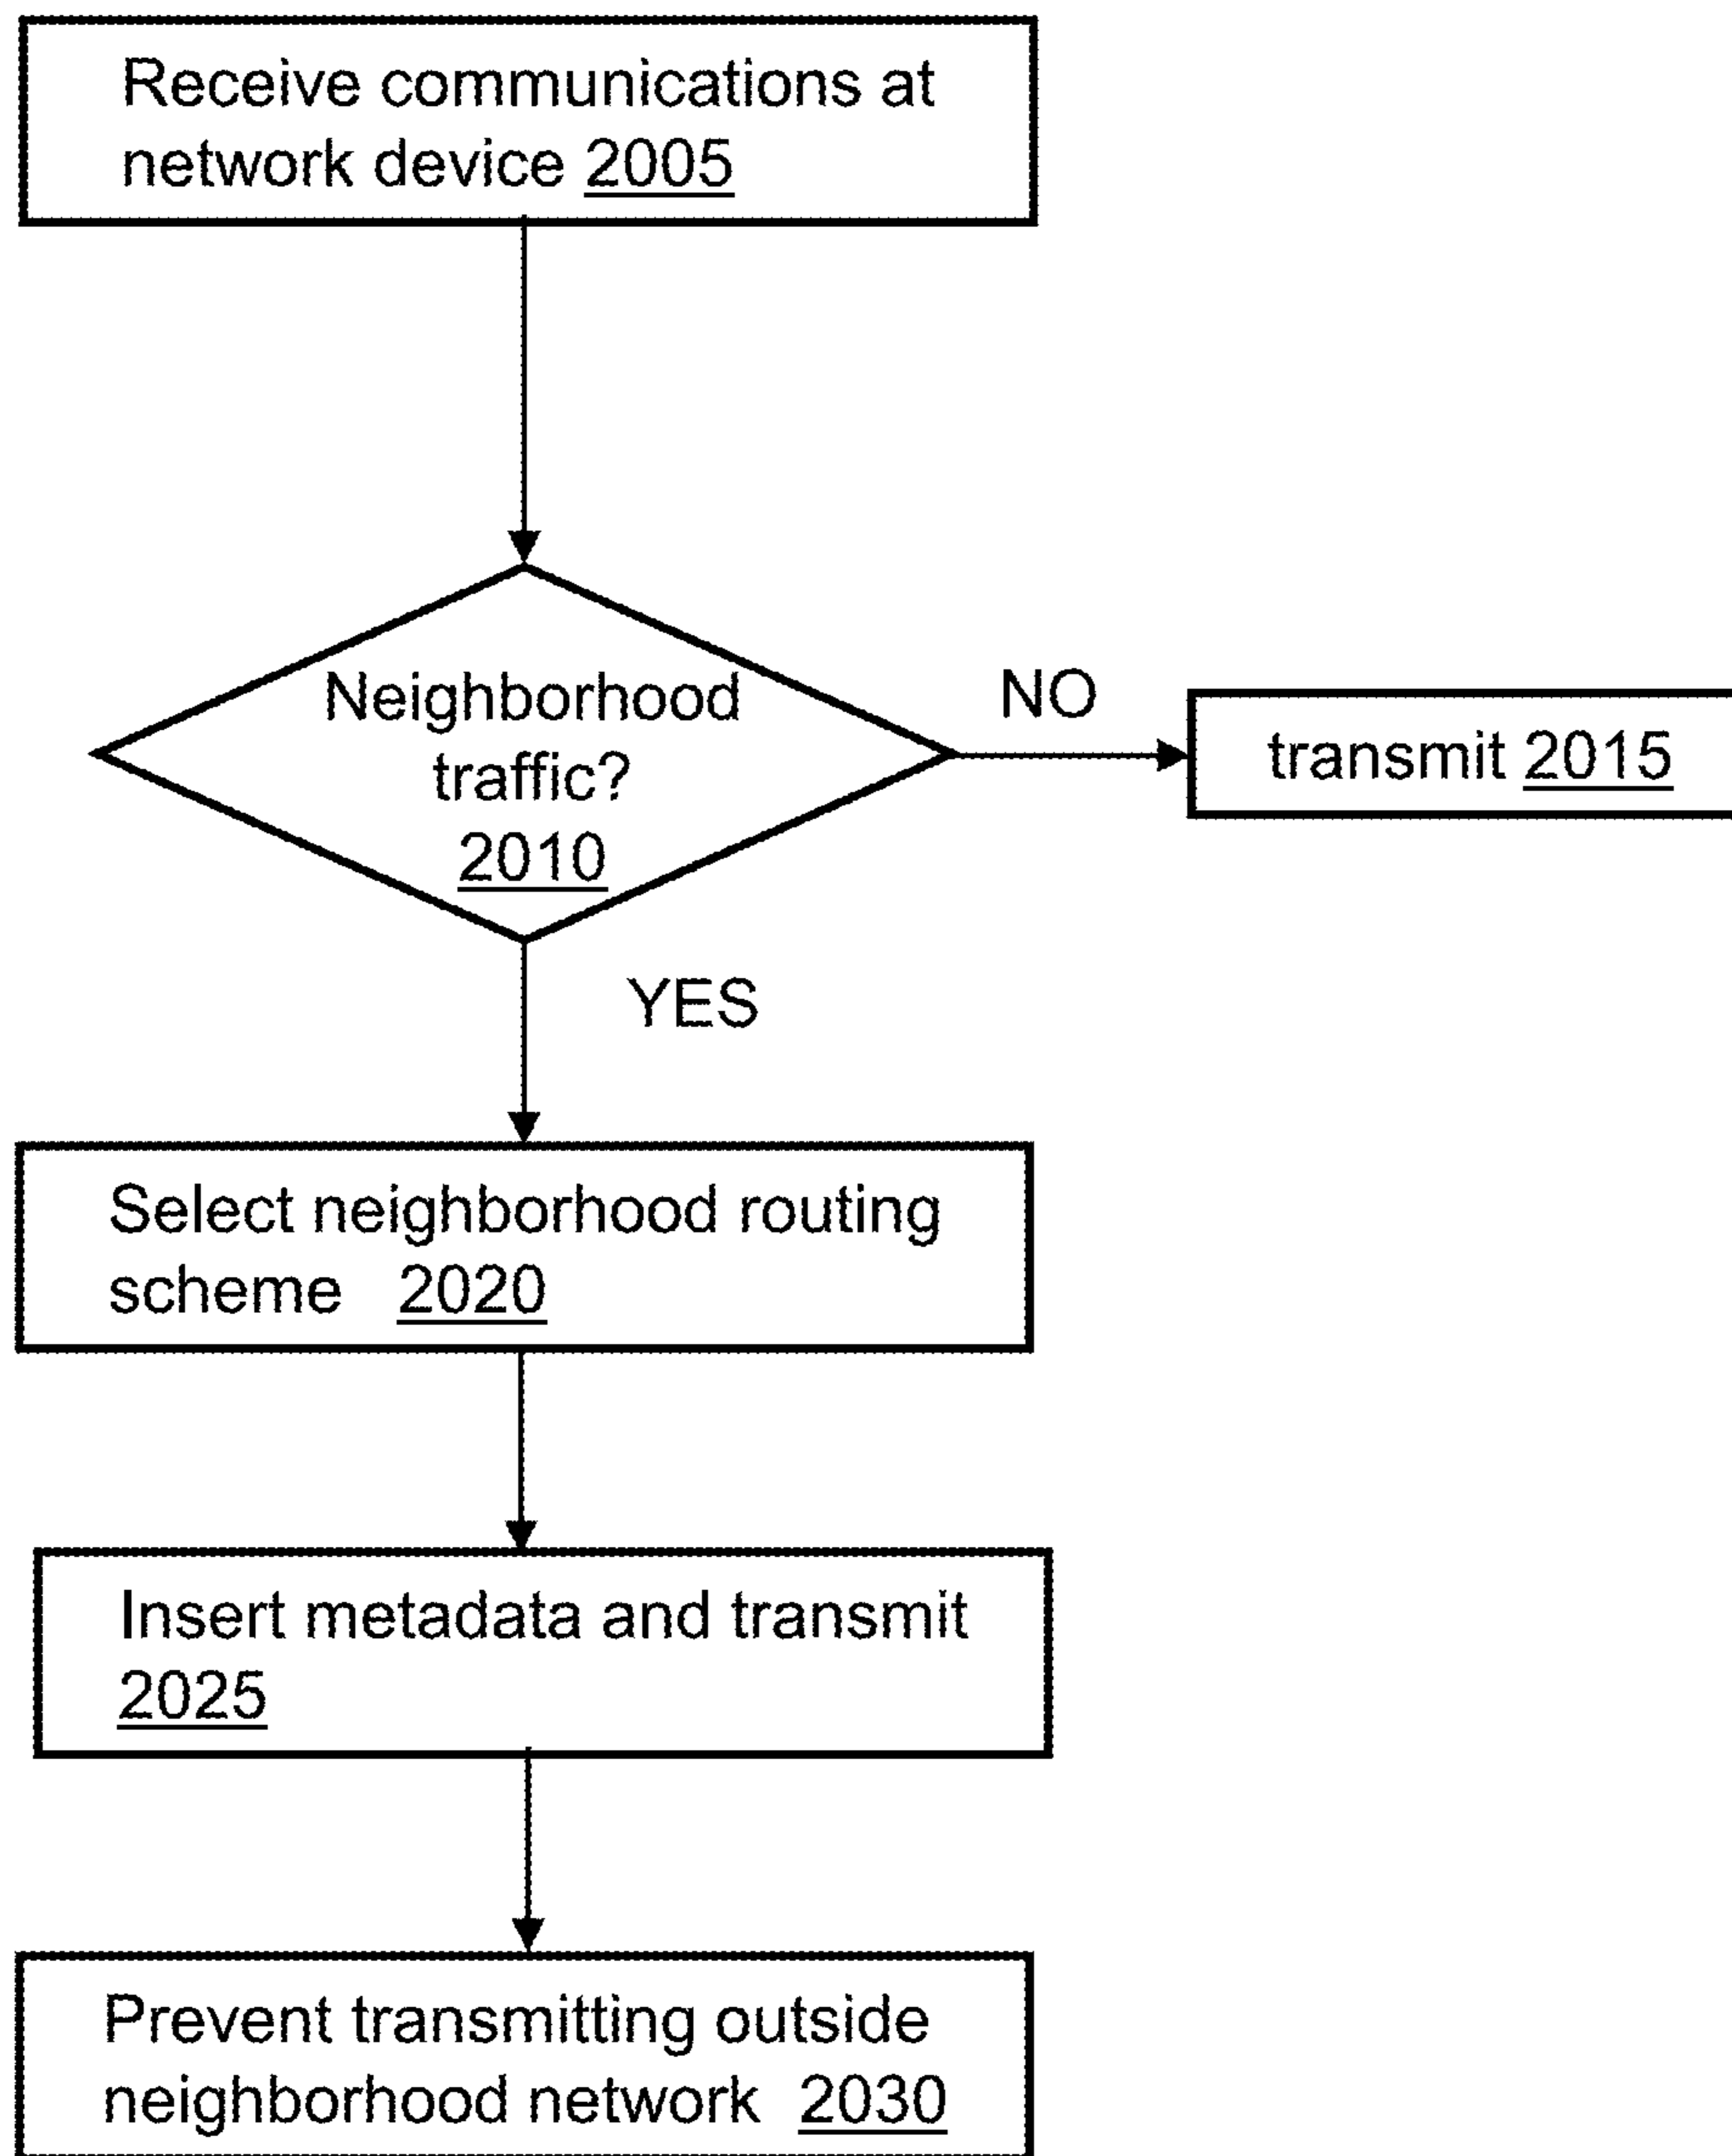 Receive communications at
network device 2005
Neighborhood
traffic?
2010
NO
transmit 2015
YES
Select neighborhood routing
scheme 2020
Insert metadata and transmit
2025
Prevent transmitting outside
neighborhood network 2030